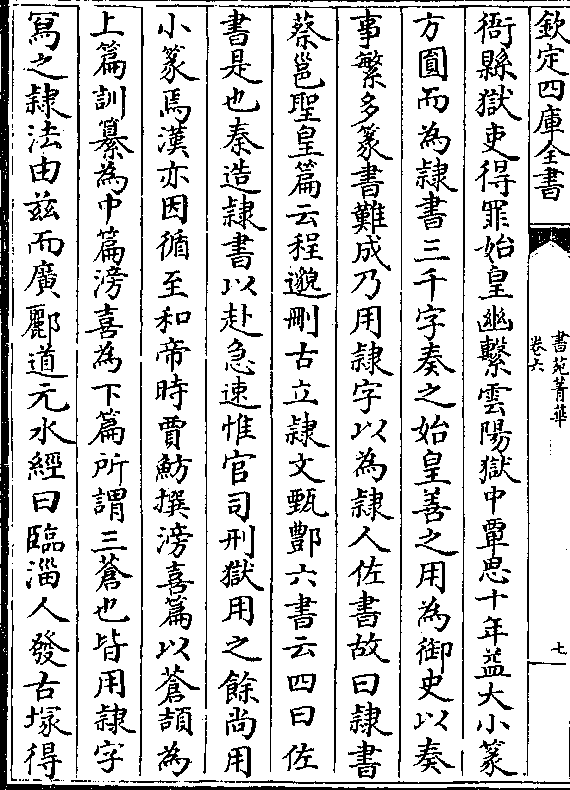 欽定四庫全書
書苑菁華
卷六
七
衙縣獄吏得罪始皇幽繫雲陽獄中覃思十年益大小篆
方圓而為隸書三千字奏之始皇善之用為御史以奏
事繁多篆書難成乃用隸字以為隸人佐書故曰隸書
蔡邕聖皇篇云程邈刪古立隸文甄酆六書云四曰佐
書是也秦造隸書以赴急速惟官司刑獄用之餘尚用
小篆焉漢亦因循至和帝時賈魴撰滂喜篇以蒼頡為
上篇訓纂為中篇滂喜為下篇所謂三蒼也皆用隸字
冩之隸法由茲而廣酈道元水經曰臨淄人發古塚得